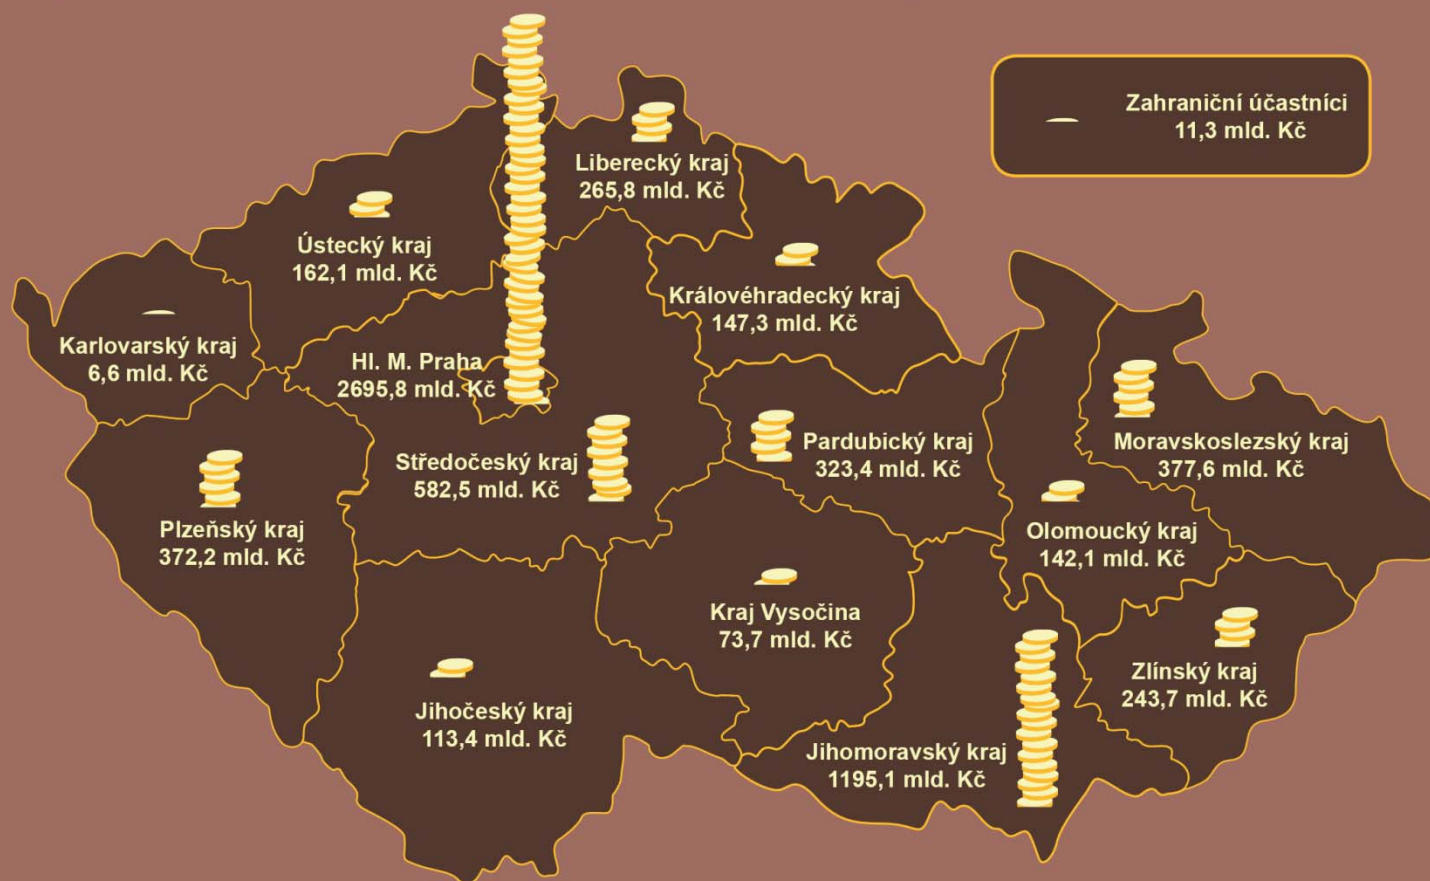 Zahraniční účastníci
11,3 mld. Kč
Liberecký kraj
265,8 mld. Kč
Ústecký kraj
162,1 mld. Kč
Královéhradecký kraj
147,3 mld. Kč
Karlovarský kraj
6,6 mld. Kč
Hl. M. Praha
2695,8 mld. Kč
Středočeský kraj
582,5 mld. Kč
Pardubický kraj
323,4 mld. Kč
Moravskoslezský kraj
377,6 mld. Kč
Plzeňský kraj
372,2 mld. Kč
Olomoucký kraj
142,1 mld. Kč
Kraj Vysočina
73,7 mld. Kč
Zlínský kraj
243,7 mld. Kč
Jihočeský kraj
113,4 mld. Kč
Jihomoravský kraj
1195,1 mld. Kč